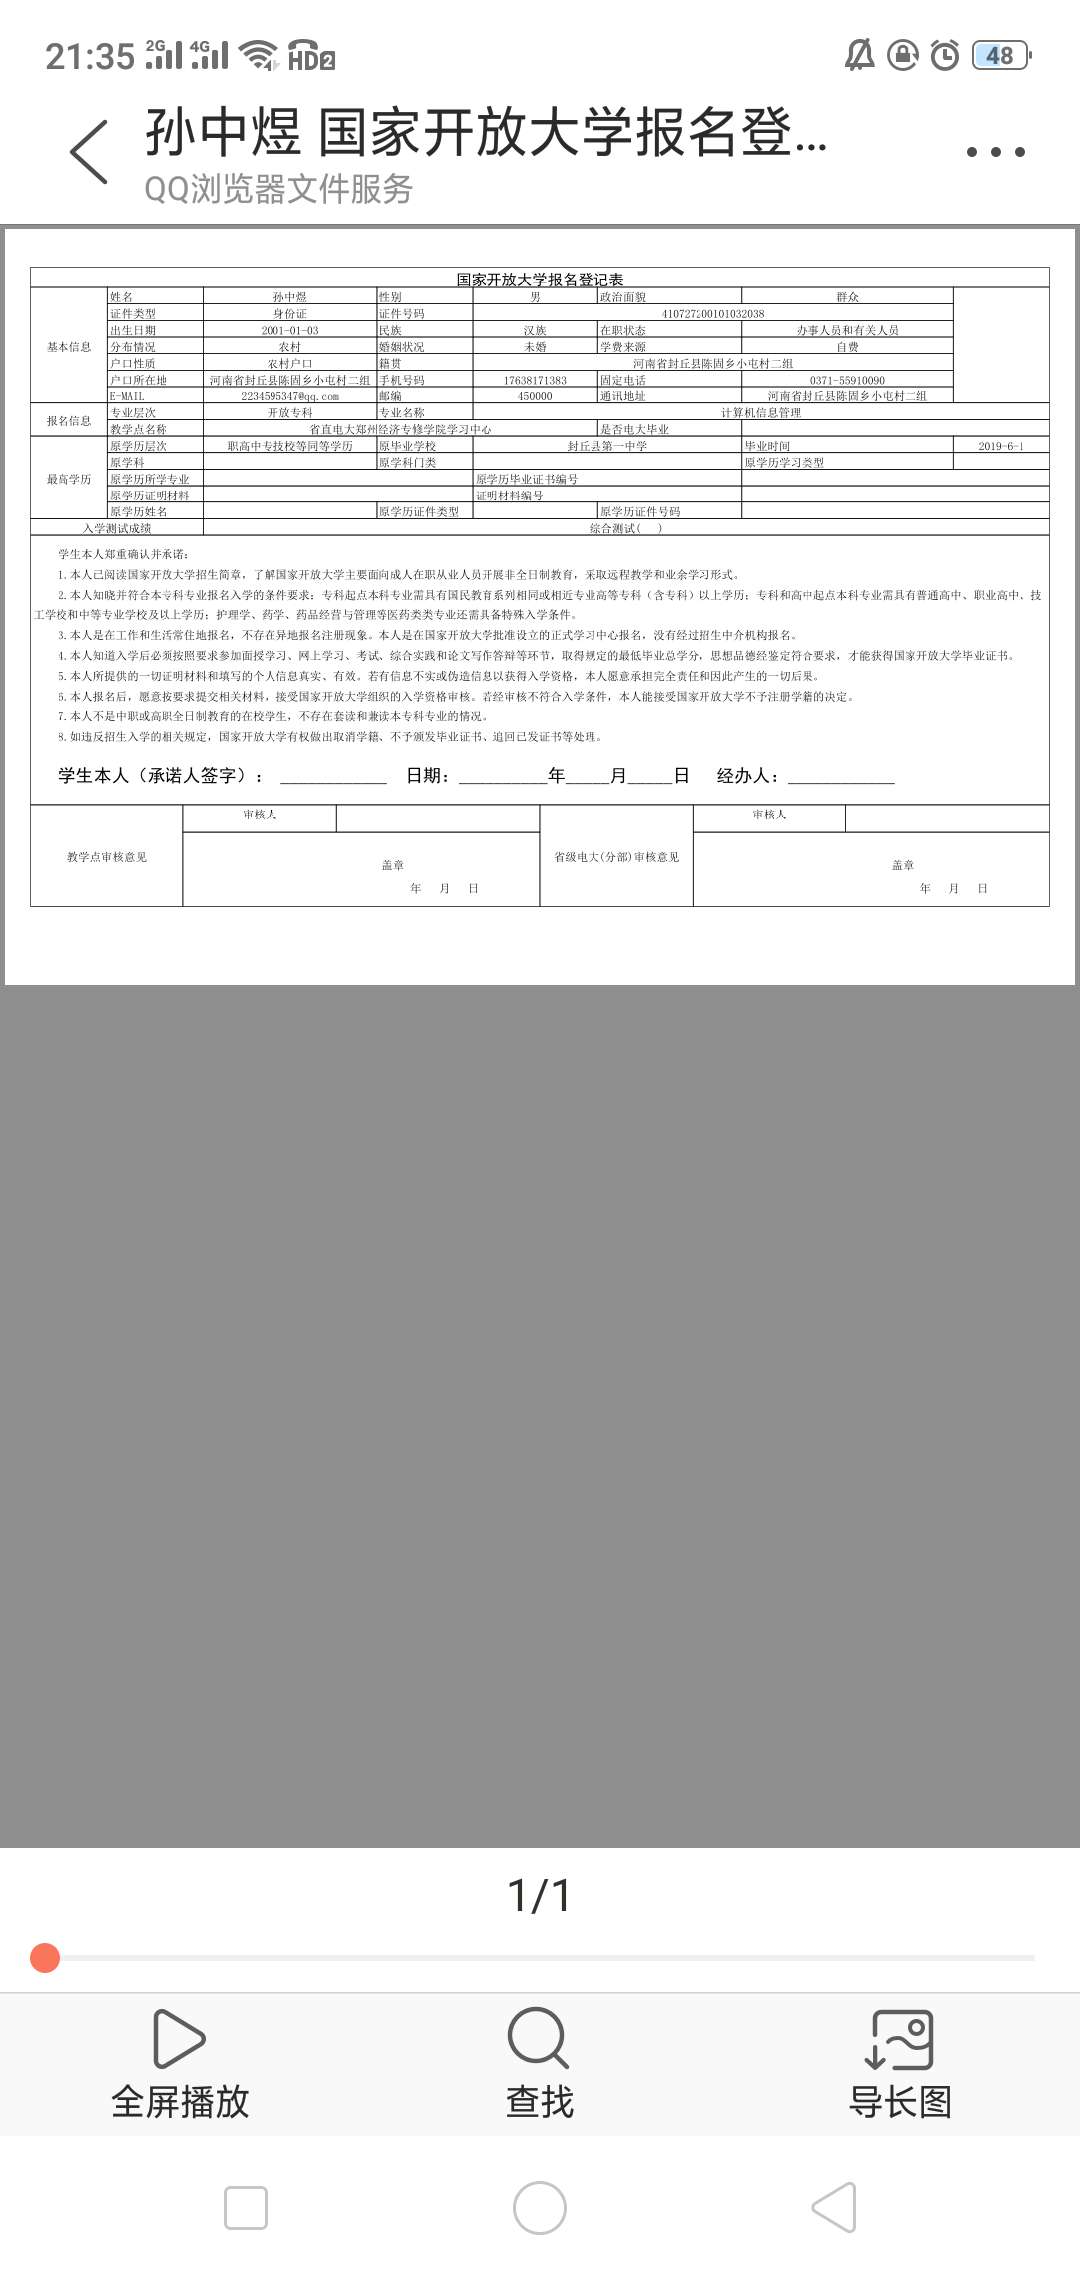 21:35 2G 4G HD2 48
孙中煜 国家开放大学报名登...
QQ浏览器文件服务
国家开放大学报名登记表
基本信息
姓名 孙中煜 性别 男 政治面貌 群众
证件类型 身份证 证件号码 410727200101032038
出生日期 2001-01-03 民族 汉族 在职状态 办事人员和有关人员
分布情况 农村 婚姻状况 未婚 学费来源 自费
户口性质 农村户口 籍贯 河南省封丘县陈固乡小屯村二组
户口所在地 河南省封丘县陈固乡小屯村二组 手机号码 17638171383 固定电话 0371-55910090
E-MAIL 2234595347@qq.com 邮编 450000 通讯地址 河南省封丘县陈固乡小屯村二组
报名信息
专业层次 开放专科 专业名称 计算机信息管理
教学点名称 省直电大郑州经济专修学院学习中心 是否电大毕业
最高学历
原学历层次 职高中专技校等同等学历 原毕业学校 封丘县第一中学 毕业时间 2019-6-1
原学科 原学科门类 原学历学习类型
原学历所学专业 原学历毕业证书编号
原学历证明材料 证明材料编号
原学历姓名 原学历证件类型 原学历证件号码
入学测试成绩 综合测试( )
学生本人郑重确认并承诺：
1.本人已阅读国家开放大学招生简章，了解国家开放大学主要面向成人在职从业人员开展非全日制教育，采取远程教学和业余学习形式。
2.本人知晓并符合本专科专业报名入学的条件要求：专科起点本科专业需具有国民教育系列相同或相近专业高等专科（含专科）以上学历；专科和高中起点本科专业需具有普通高中、职业高中、技
工学校和中等专业学校及以上学历；护理学、药学、药品经营与管理等医药类类专业还需具备特殊入学条件。
3.本人是在工作和生活常住地报名，不存在异地报名注册现象。本人是在国家开放大学批准设立的正式学习中心报名，没有经过招生中介机构报名。
4.本人知道入学后必须按照要求参加面授学习、网上学习、考试、综合实践和论文写作答辩等环节，取得规定的最低毕业总学分，思想品德经鉴定符合要求，才能获得国家开放大学毕业证书。
5.本人所提供的一切证明材料和填写的个人信息真实、有效。若有信息不实或伪造信息以获得入学资格，本人愿意承担完全责任和因此产生的一切后果。
6.本人报名后，愿意按要求提交相关材料，接受国家开放大学组织的入学资格审核。若经审核不符合入学条件，本人能接受国家开放大学不予注册学籍的决定。
7.本人不是中职或高职全日制教育的在校学生，不存在套读和兼读本专科专业的情况。
8.如违反招生入学的相关规定，国家开放大学有权做出取消学籍、不予颁发毕业证书、追回已发证书等处理。
学生本人（承诺人签字）： ____________ 日期：__________年_____月_____日 经办人：____________
教学点审核意见 审核人 省级电大(分部)审核意见 审核人
盖章 盖章
年 月 日 年 月 日
1/1
全屏播放 查找 导长图